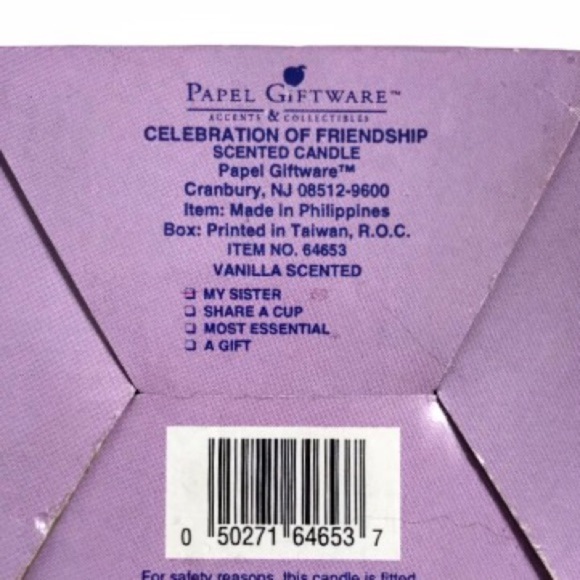 PAPEL GIFTWARE™
ACCENTS & COLLECTIBLES
CELEBRATION OF FRIENDSHIP
SCENTED CANDLE
Papel Giftware™
Cranbury, NJ 08512-9600
Item: Made in Philippines
Box: Printed in Taiwan, R.O.C.
ITEM NO. 64653
VANILLA SCENTED
❑ MY SISTER
❑ SHARE A CUP
❑ MOST ESSENTIAL
❑ A GIFT
0 50271 64653 7
For safety reasons, this candle is fitted